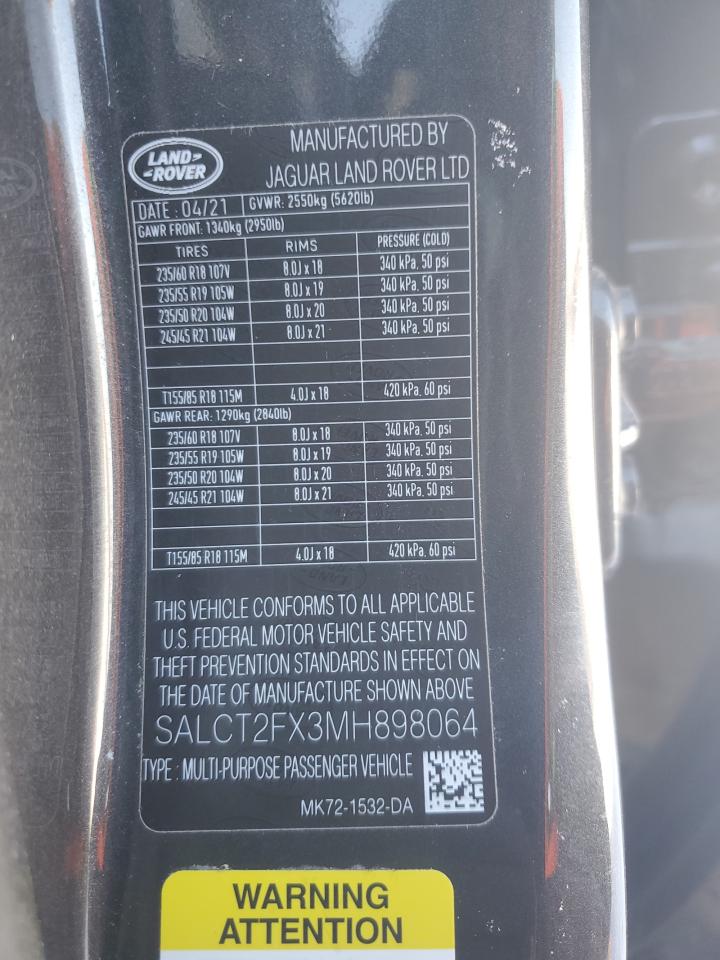 LAND-
-ROVER
MANUFACTURED BY
JAGUAR LAND ROVER LTD
DATE : 04/21 GVWR: 2550kg (5620lb)
GAWR FRONT: 1340kg (2950lb)
TIRES RIMS PRESSURE (COLD)
235/60 R18 107V 8.0J x 18 340 kPa, 50 psi
235/55 R19 105W 8.0J x 19 340 kPa, 50 psi
235/50 R20 104W 8.0J x 20 340 kPa, 50 psi
245/45 R21 104W 8.0J x 21 340 kPa, 50 psi
T155/85 R18 115M 4.0J x 18 420 kPa, 60 psi
GAWR REAR: 1290kg (2840lb)
235/60 R18 107V 8.0J x 18 340 kPa, 50 psi
235/55 R19 105W 8.0J x 19 340 kPa, 50 psi
235/50 R20 104W 8.0J x 20 340 kPa, 50 psi
245/45 R21 104W 8.0J x 21 340 kPa, 50 psi
T155/85 R18 115M 4.0J x 18 420 kPa, 60 psi
THIS VEHICLE CONFORMS TO ALL APPLICABLE
U.S. FEDERAL MOTOR VEHICLE SAFETY AND
THEFT PREVENTION STANDARDS IN EFFECT ON
THE DATE OF MANUFACTURE SHOWN ABOVE
SALCT2FX3MH898064
TYPE : MULTI-PURPOSE PASSENGER VEHICLE
MK72-1532-DA
WARNING
ATTENTION